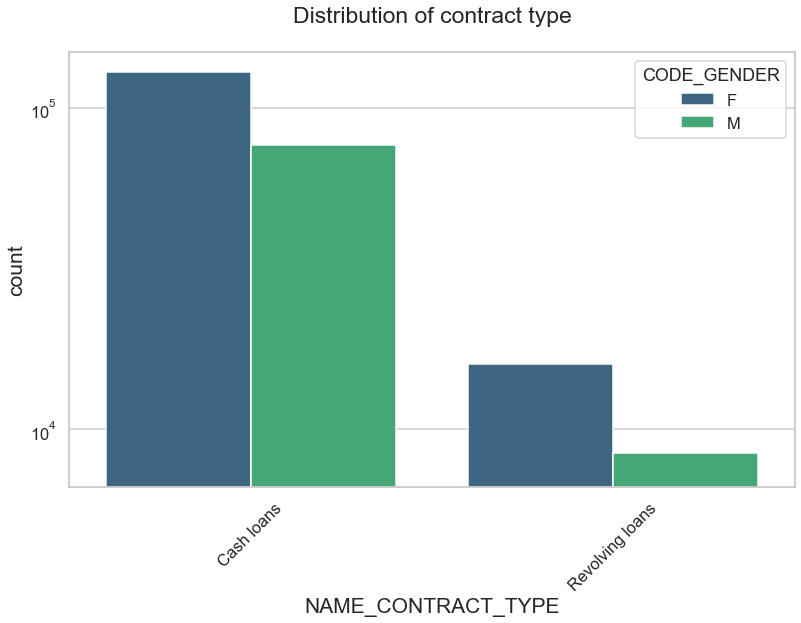 Distribution of contract type
CODE_GENDER
F
M
10^5
10^4
count
Cash loans
Revolving loans
NAME_CONTRACT_TYPE